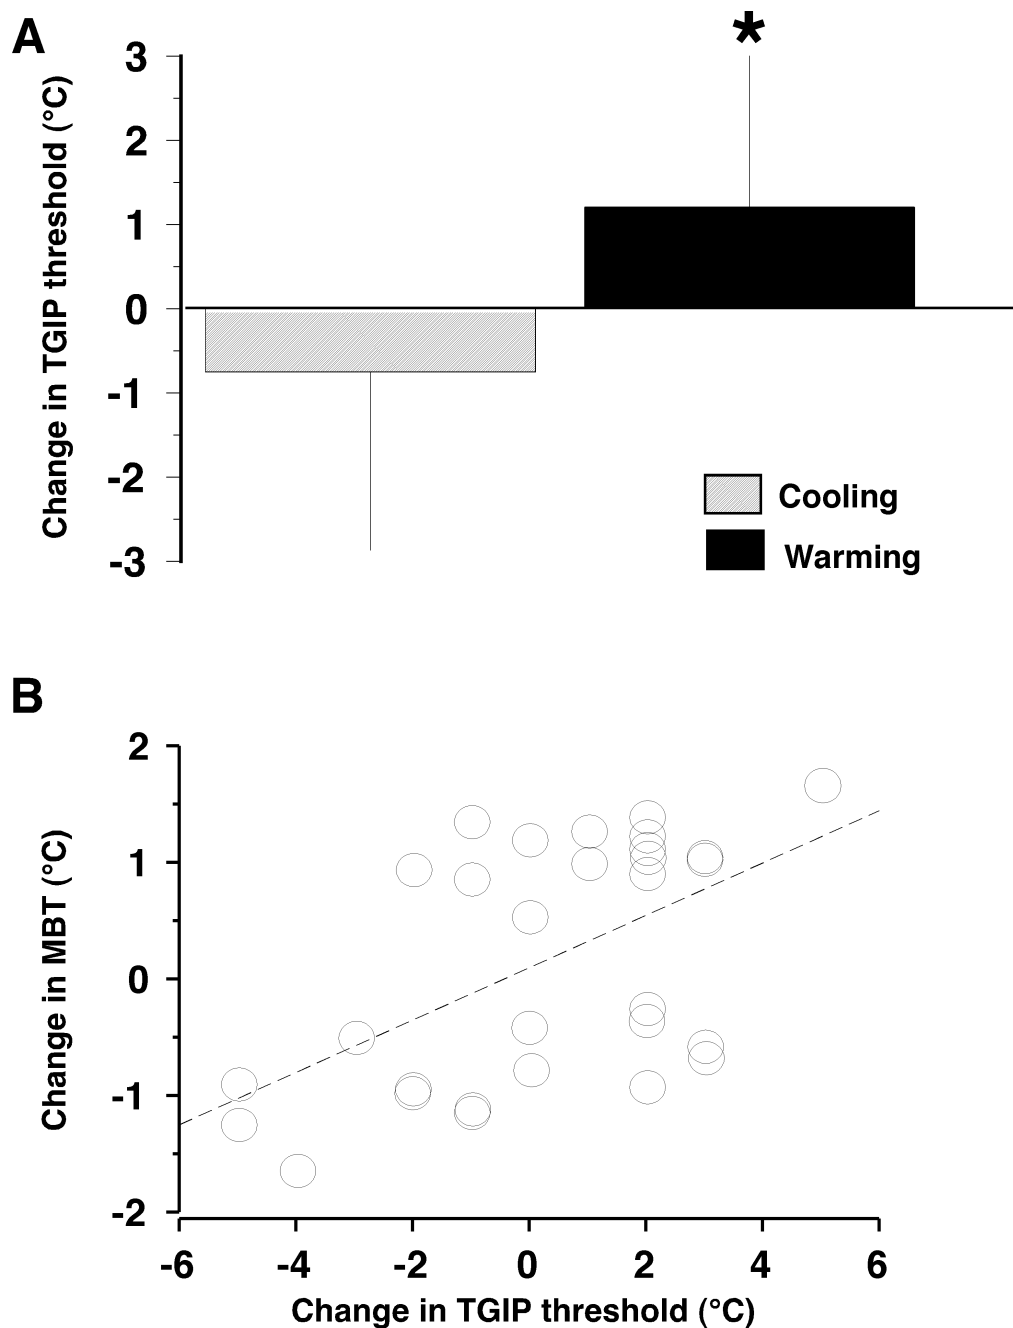 A
*
Change in TGIP threshold (°C)
3
2
1
0
-1
-2
-3
Cooling
Warming
B
Change in MBT (°C)
2
1
0
-1
-2
-6 -4 -2 0 2 4 6
Change in TGIP threshold (°C)